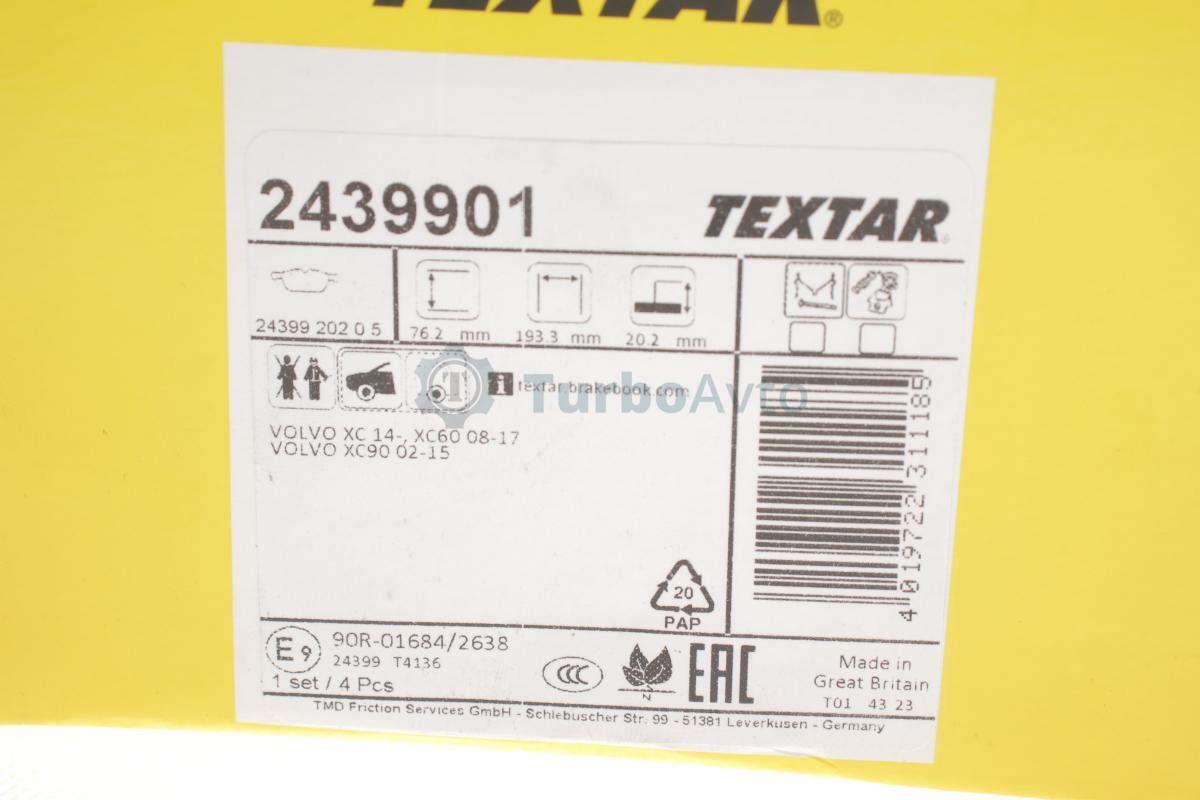 TEXTAR®
2439901
TEXTAR®
24399 202 0 5
76.2 mm
193.3 mm
20.2 mm
i textar.brakebook.com
TurboAvto
VOLVO XC 14-, XC60 08-17
VOLVO XC90 02-15
4 019722 311185
20
PAP
E9
90R-01684/2638
24399 T4136
1 set / 4 Pcs
CCC
N
EAC
Made in
Great Britain
T01 43 23
TMD Friction Services GmbH - Schlebuscher Str. 99 - 51381 Leverkusen - Germany